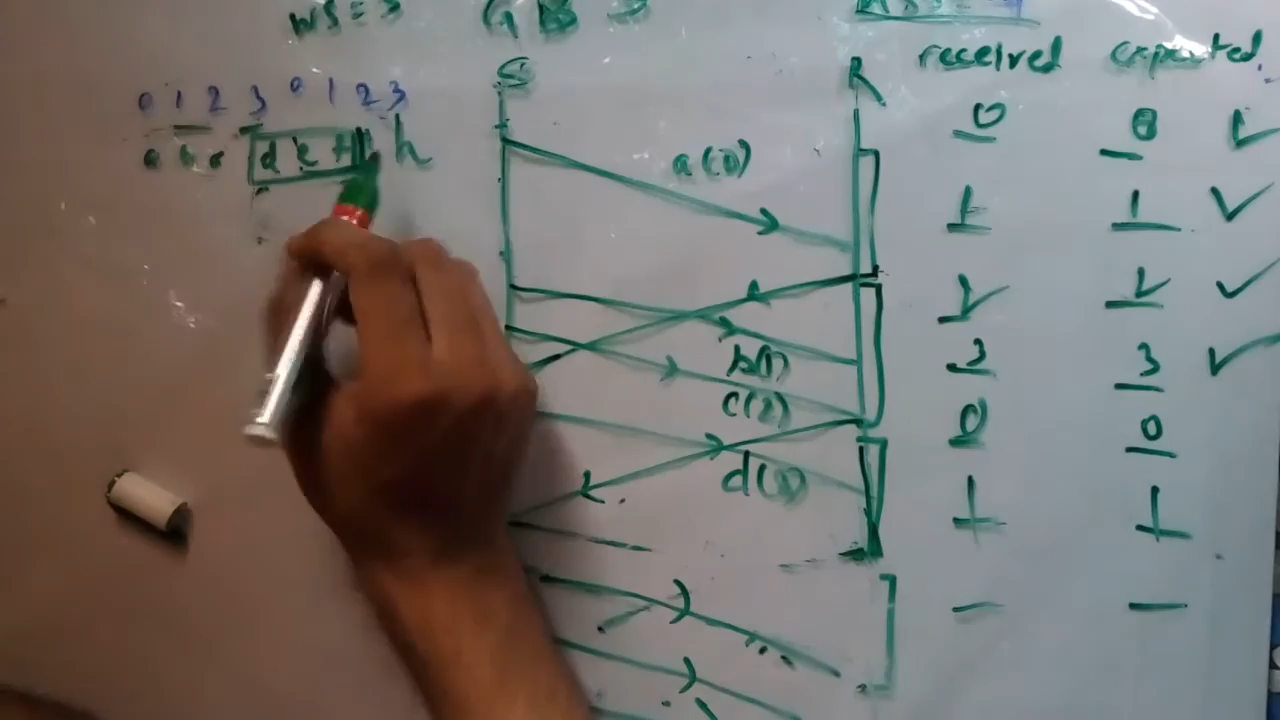 WS = 3 G B
received expected
S R
0 1 2 3 0 1 2 3
a b c d e f h
a(0)
b(1)
c(2)
d(3)
0 0 ✓
1 1 ✓
2 2 ✓
3 3 ✓
0 0
1 1